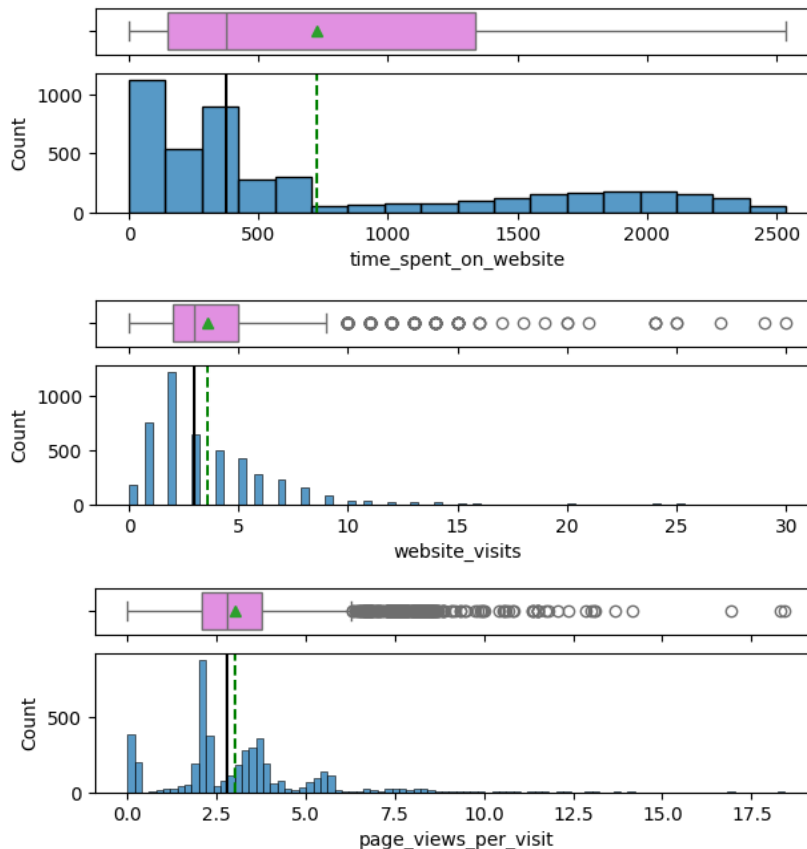 1000
500
0
Count
0 500 1000 1500 2000 2500
time_spent_on_website
1000
500
0
Count
0 5 10 15 20 25 30
website_visits
500
0
Count
0.0 2.5 5.0 7.5 10.0 12.5 15.0 17.5
page_views_per_visit